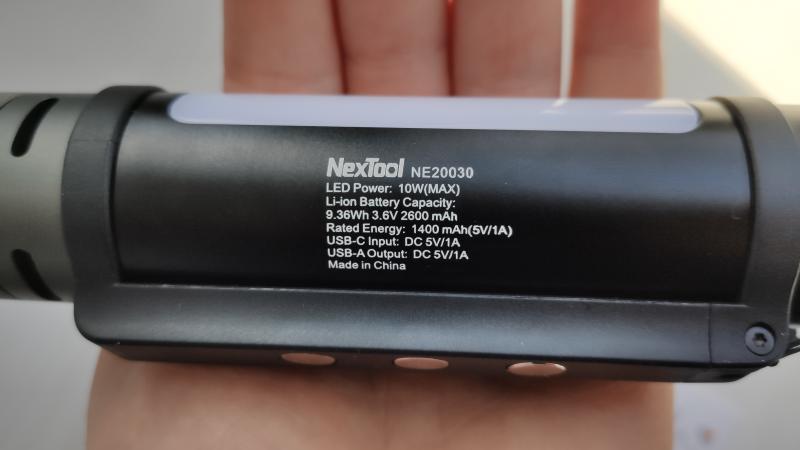 NexTool NE20030
LED Power: 10W(MAX)
Li-ion Battery Capacity:
9.36Wh 3.6V 2600 mAh
Rated Energy: 1400 mAh(5V/1A)
USB-C Input: DC 5V/1A
USB-A Output: DC 5V/1A
Made in China